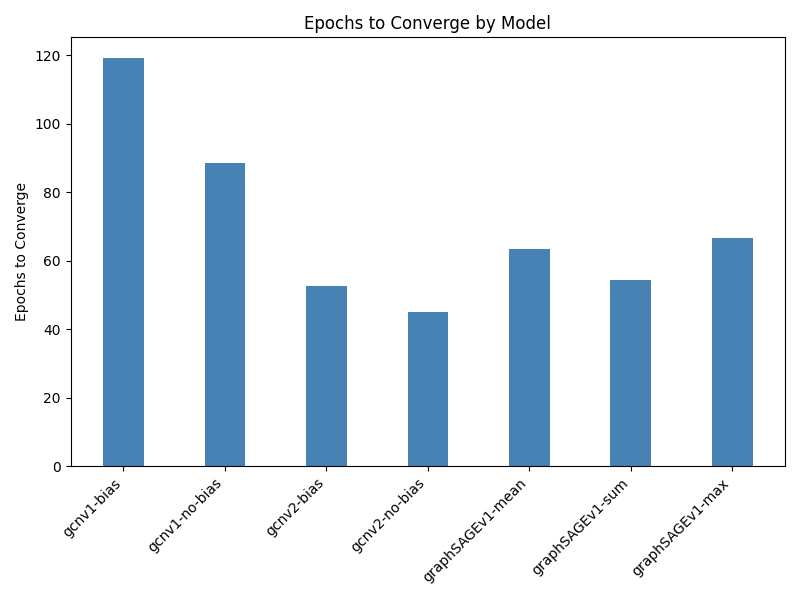 Epochs to Converge by Model
Epochs to Converge
120
100
80
60
40
20
0
gcnv1-bias
gcnv1-no-bias
gcnv2-bias
gcnv2-no-bias
graphSAGEv1-mean
graphSAGEv1-sum
graphSAGEv1-max